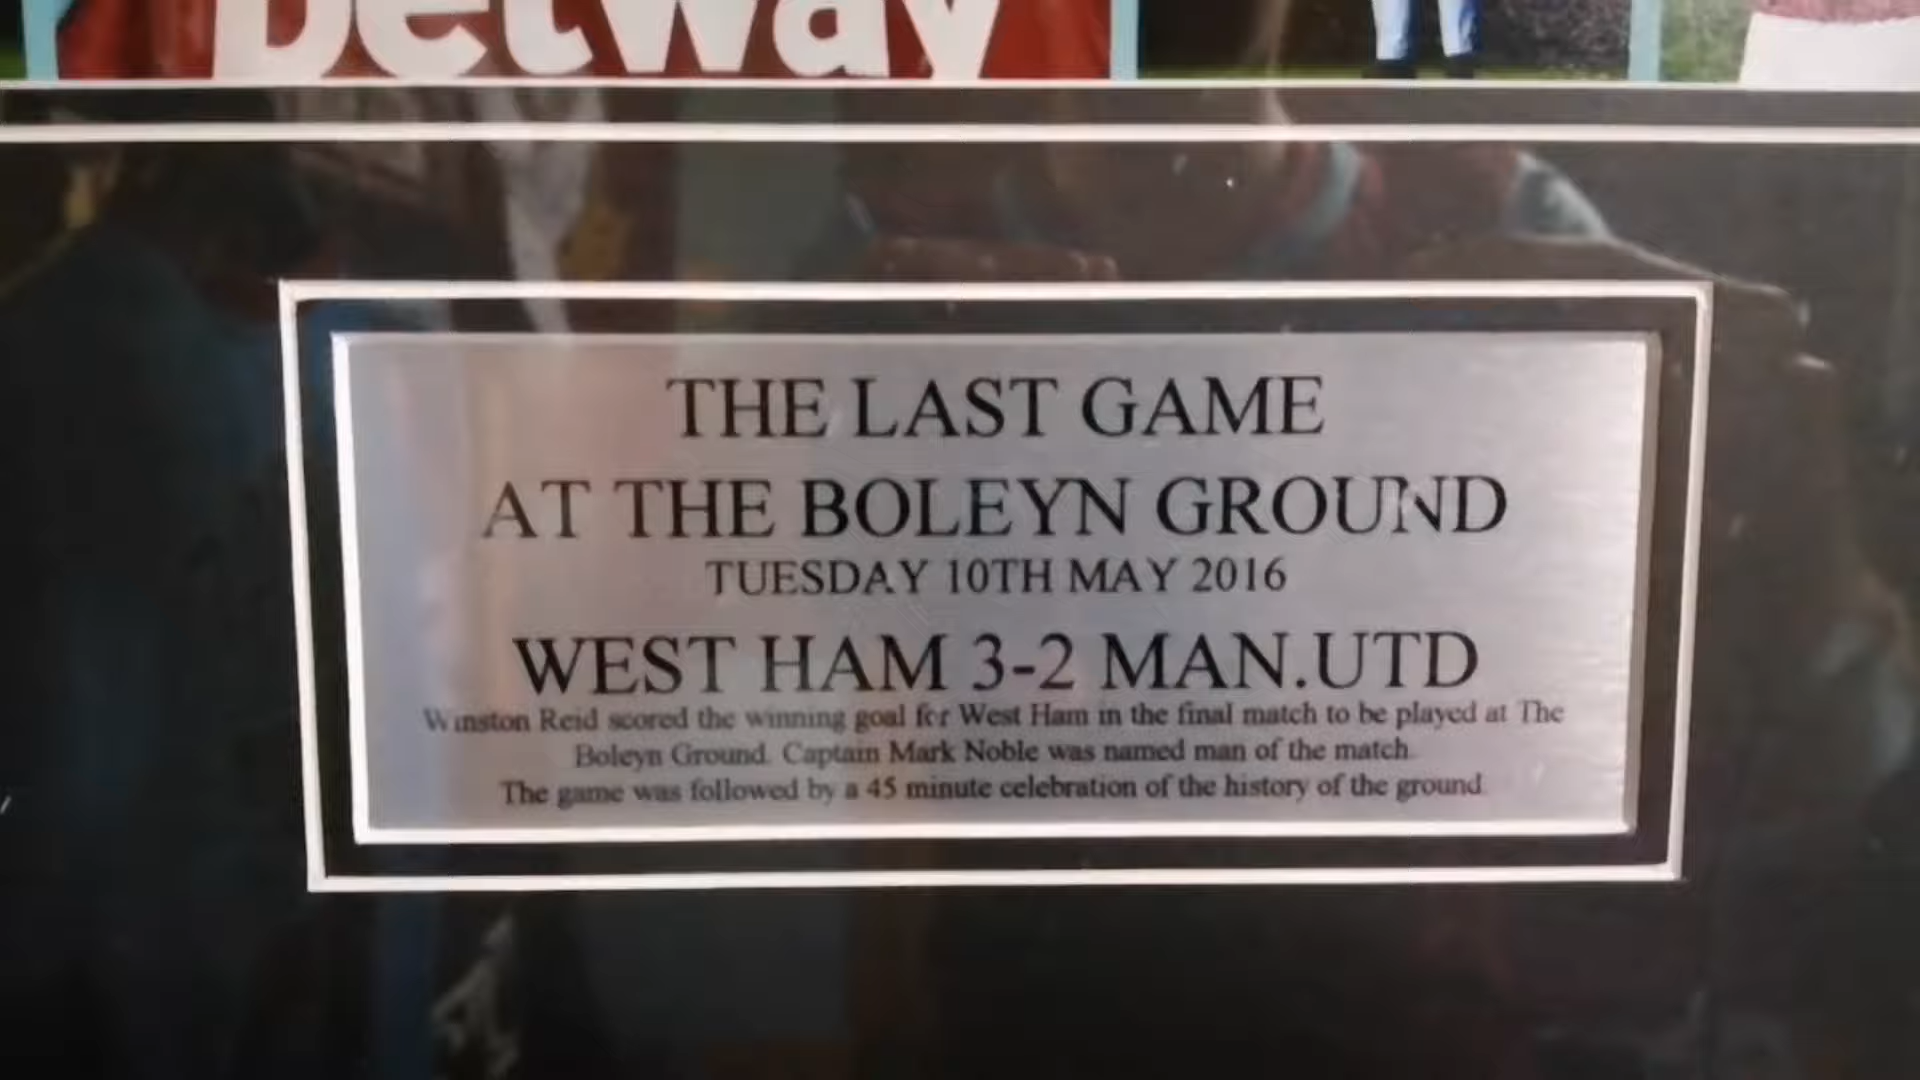 betway
THE LAST GAME
AT THE BOLEYN GROUND
TUESDAY 10TH MAY 2016
WEST HAM 3-2 MAN.UTD
Winston Reid scored the winning goal for West Ham in the final match to be played at The
Boleyn Ground. Captain Mark Noble was named man of the match.
The game was followed by a 45 minute celebration of the history of the ground.